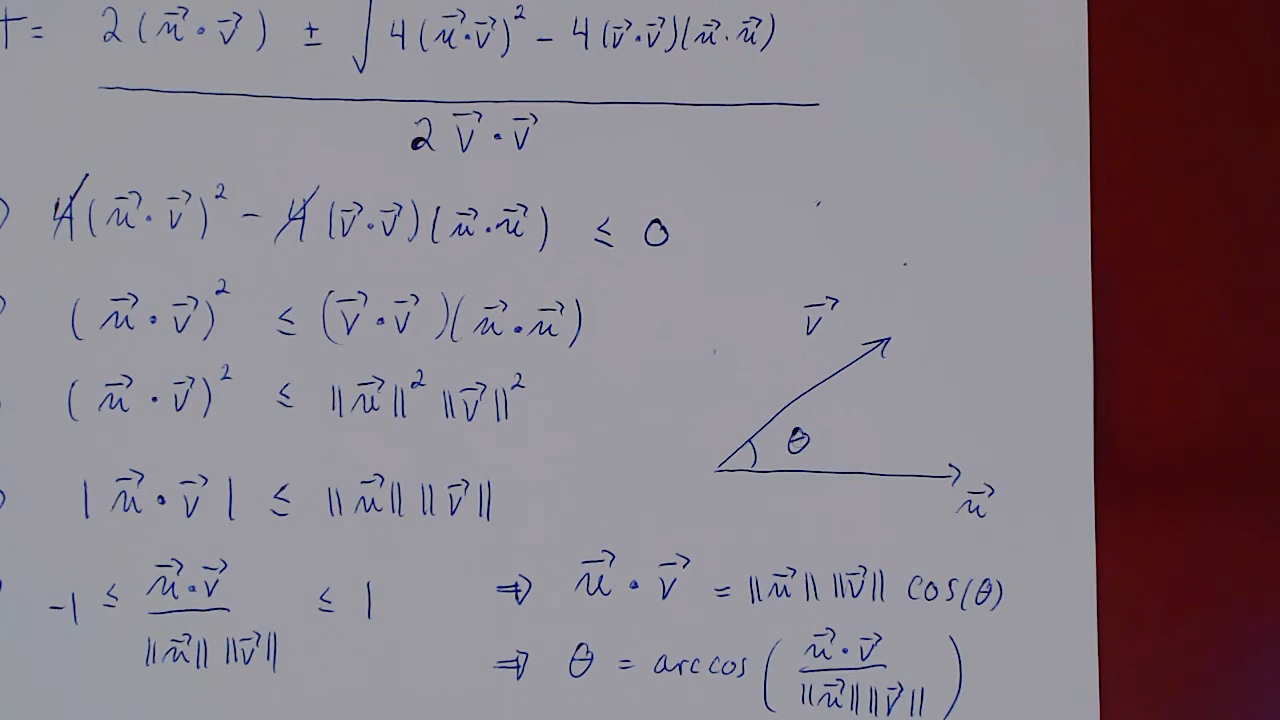 t = 2(u⃗·v⃗) ± √4(u⃗·v⃗)² − 4(v⃗·v⃗)(u⃗·u⃗)
2 v⃗·v⃗
4(u⃗·v⃗)² − 4(v⃗·v⃗)(u⃗·u⃗) ≤ 0
(u⃗·v⃗)² ≤ (v⃗·v⃗)(u⃗·u⃗)
v⃗
(u⃗·v⃗)² ≤ ||u⃗||² ||v⃗||²
θ
|u⃗·v⃗| ≤ ||u⃗|| ||v⃗||
u⃗
-1 ≤ u⃗·v⃗ / ||u⃗|| ||v⃗|| ≤ 1
⇒ u⃗·v⃗ = ||u⃗|| ||v⃗|| cos(θ)
⇒ θ = arccos(u⃗·v⃗ / ||u⃗|| ||v⃗||)